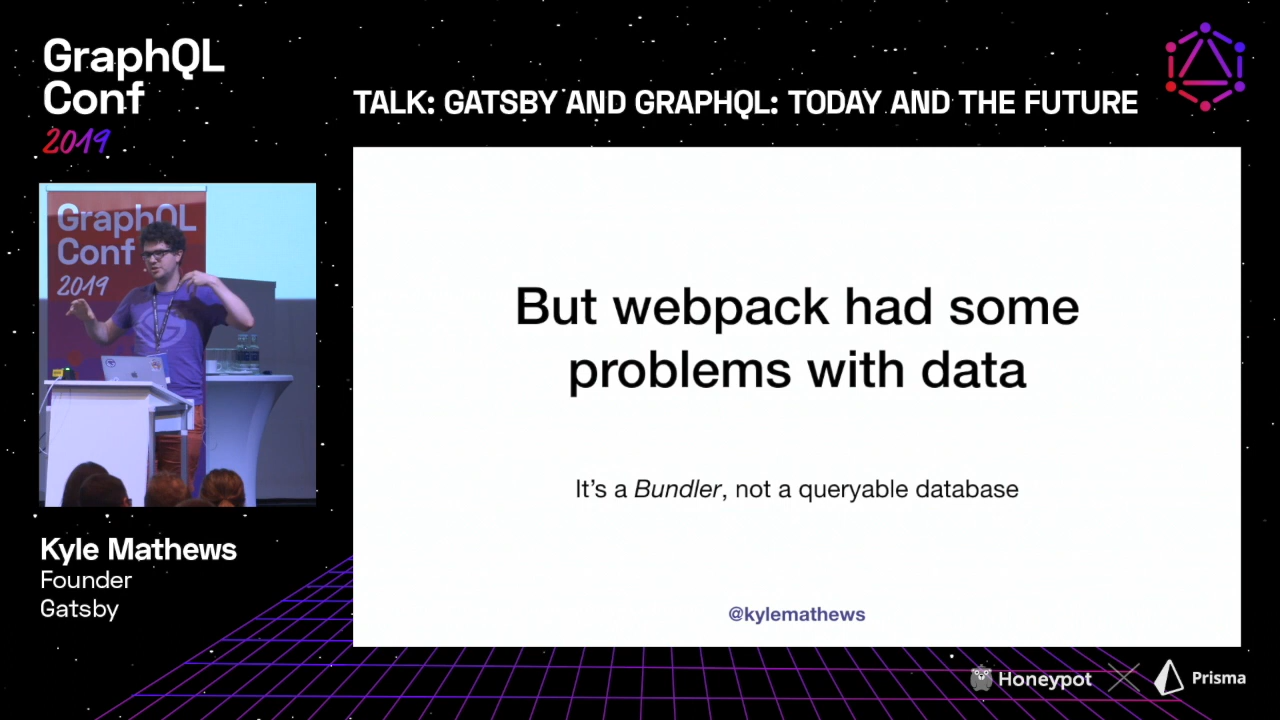 GraphQL
Conf
2019
TALK: GATSBY AND GRAPHQL: TODAY AND THE FUTURE
GraphQL
Conf
2019
But webpack had some
problems with data
It's a Bundler, not a queryable database
@kylemathews
Kyle Mathews
Founder
Gatsby
Honeypot
Prisma